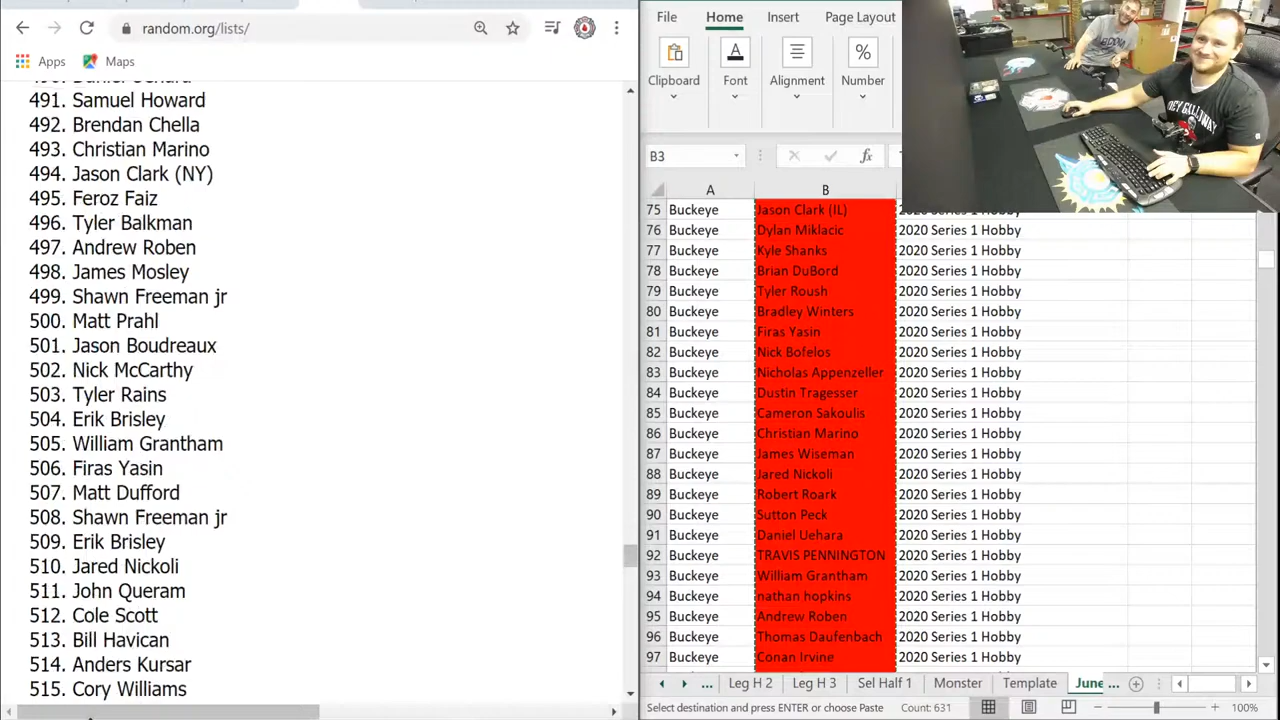 random.org/lists/
Apps Maps
491. Samuel Howard
492. Brendan Chella
493. Christian Marino
494. Jason Clark (NY)
495. Feroz Faiz
496. Tyler Balkman
497. Andrew Roben
498. James Mosley
499. Shawn Freeman jr
500. Matt Prahl
501. Jason Boudreaux
502. Nick McCarthy
503. Tyler Rains
504. Erik Brisley
505. William Grantham
506. Firas Yasin
507. Matt Dufford
508. Shawn Freeman jr
509. Erik Brisley
510. Jared Nickoli
511. John Queram
512. Cole Scott
513. Bill Havican
514. Anders Kursar
515. Cory Williams
File Home Insert Page Layout
Clipboard Font Alignment Number
B3 fx
A B
75 Buckeye Jason Clark (IL) 2020 Series 1 Hobby
76 Buckeye Dylan Miklacic 2020 Series 1 Hobby
77 Buckeye Kyle Shanks 2020 Series 1 Hobby
78 Buckeye Brian DuBord 2020 Series 1 Hobby
79 Buckeye Tyler Roush 2020 Series 1 Hobby
80 Buckeye Bradley Winters 2020 Series 1 Hobby
81 Buckeye Firas Yasin 2020 Series 1 Hobby
82 Buckeye Nick Bofelos 2020 Series 1 Hobby
83 Buckeye Nicholas Appenzeller 2020 Series 1 Hobby
84 Buckeye Dustin Tragesser 2020 Series 1 Hobby
85 Buckeye Cameron Sakoulis 2020 Series 1 Hobby
86 Buckeye Christian Marino 2020 Series 1 Hobby
87 Buckeye James Wiseman 2020 Series 1 Hobby
88 Buckeye Jared Nickoli 2020 Series 1 Hobby
89 Buckeye Robert Roark 2020 Series 1 Hobby
90 Buckeye Sutton Peck 2020 Series 1 Hobby
91 Buckeye Daniel Uehara 2020 Series 1 Hobby
92 Buckeye TRAVIS PENNINGTON 2020 Series 1 Hobby
93 Buckeye William Grantham 2020 Series 1 Hobby
94 Buckeye nathan hopkins 2020 Series 1 Hobby
95 Buckeye Andrew Roben 2020 Series 1 Hobby
96 Buckeye Thomas Daufenbach 2020 Series 1 Hobby
97 Buckeye Conan Irvine 2020 Series 1 Hobby
... Leg H 2 Leg H 3 Sel Half 1 Monster Template June ...
Select destination and press ENTER or choose Paste Count: 631 100%